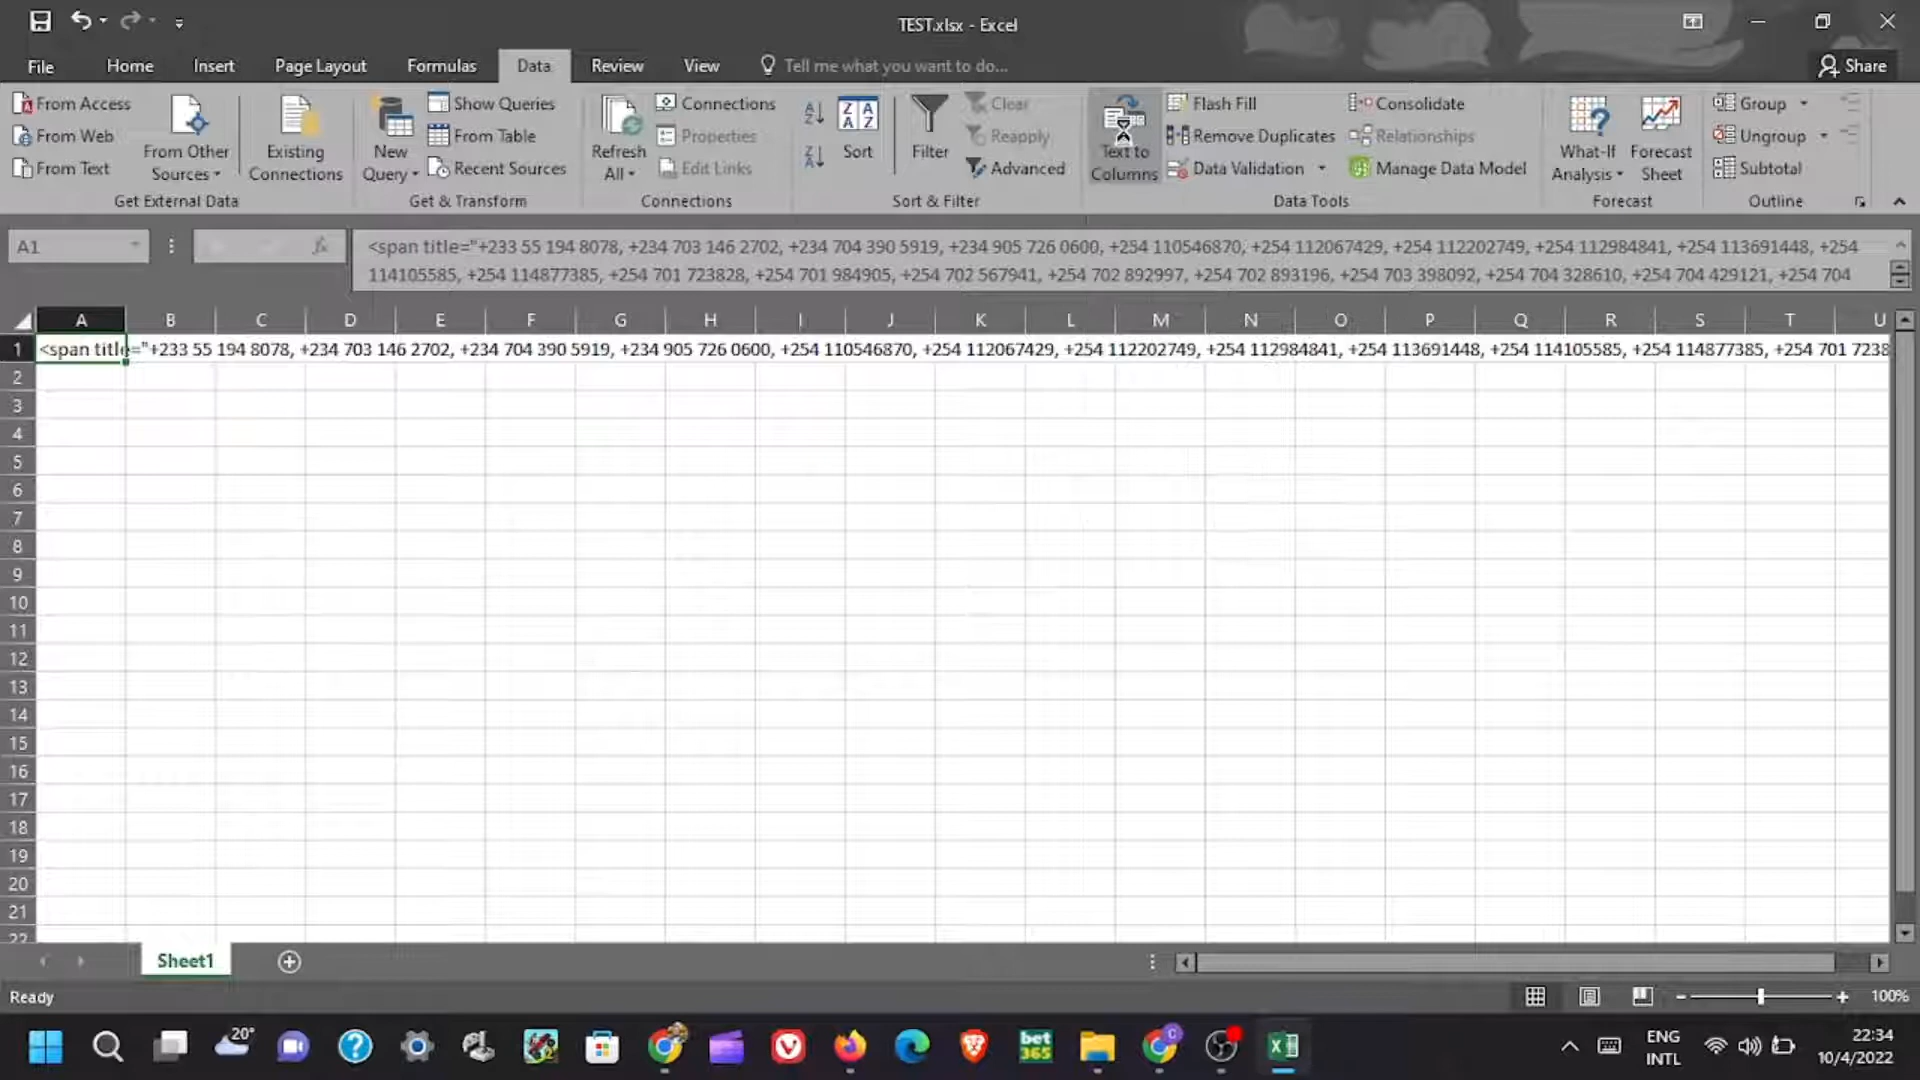 TEST.xlsx - Excel
File Home Insert Page Layout Formulas Data Review View Tell me what you want to do... Share
From Access
From Web
From Text
From Other Sources
Get External Data
Existing Connections
New Query
Show Queries
From Table
Recent Sources
Get & Transform
Refresh All
Connections
Properties
Edit Links
Connections
A Z
Z A
Z A A Z
Sort
Filter
Clear
Reapply
Advanced
Sort & Filter
Text to Columns
Flash Fill
Remove Duplicates
Data Validation
Consolidate
Relationships
Manage Data Model
Data Tools
What-If Analysis
Forecast Sheet
Forecast
Group
Ungroup
Subtotal
Outline
A1
fx
<span title="+233 55 194 8078, +234 703 146 2702, +234 704 390 5919, +234 905 726 0600, +254 110546870, +254 112067429, +254 112202749, +254 112984841, +254 113691448, +254
114105585, +254 114877385, +254 701 723828, +254 701 984905, +254 702 567941, +254 702 892997, +254 702 893196, +254 703 398092, +254 704 328610, +254 704 429121, +254 704
A B C D E F G H I J K L M N O P Q R S T U
1 <span title="+233 55 194 8078, +234 703 146 2702, +234 704 390 5919, +234 905 726 0600, +254 110546870, +254 112067429, +254 112202749, +254 112984841, +254 113691448, +254 114105585, +254 114877385, +254 701 7238
2
3
4
5
6
7
8
9
10
11
12
13
14
15
16
17
18
19
20
21
22
Sheet1
Ready
100%
20°
bet
365
ENG
INTL
22:34
10/4/2022